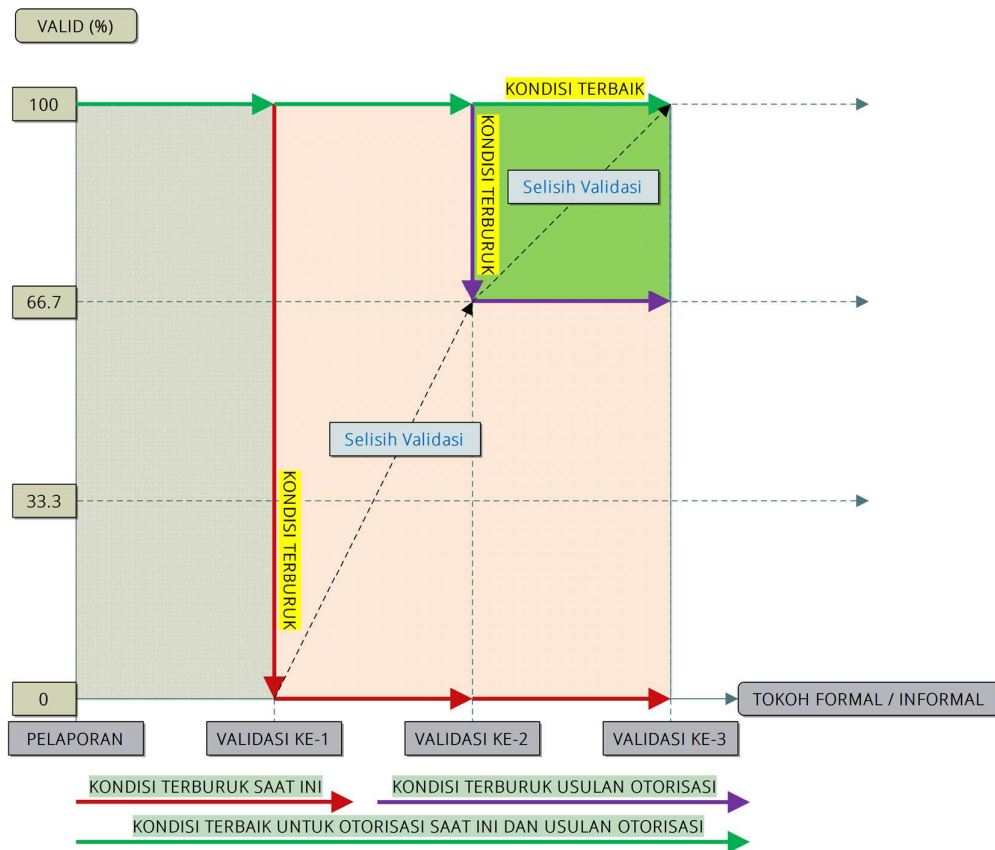 VALID (%)
KONDISI TERBAIK
100
KONDISI TERBURUK
Selisih Validasi
66.7
Selisih Validasi
KONDISI TERBURUK
33.3
0
TOKOH FORMAL / INFORMAL
PELAPORAN
VALIDASI KE-1
VALIDASI KE-2
VALIDASI KE-3
KONDISI TERBURUK SAAT INI
KONDISI TERBURUK USULAN OTORISASI
KONDISI TERBAIK UNTUK OTORISASI SAAT INI DAN USULAN OTORISASI